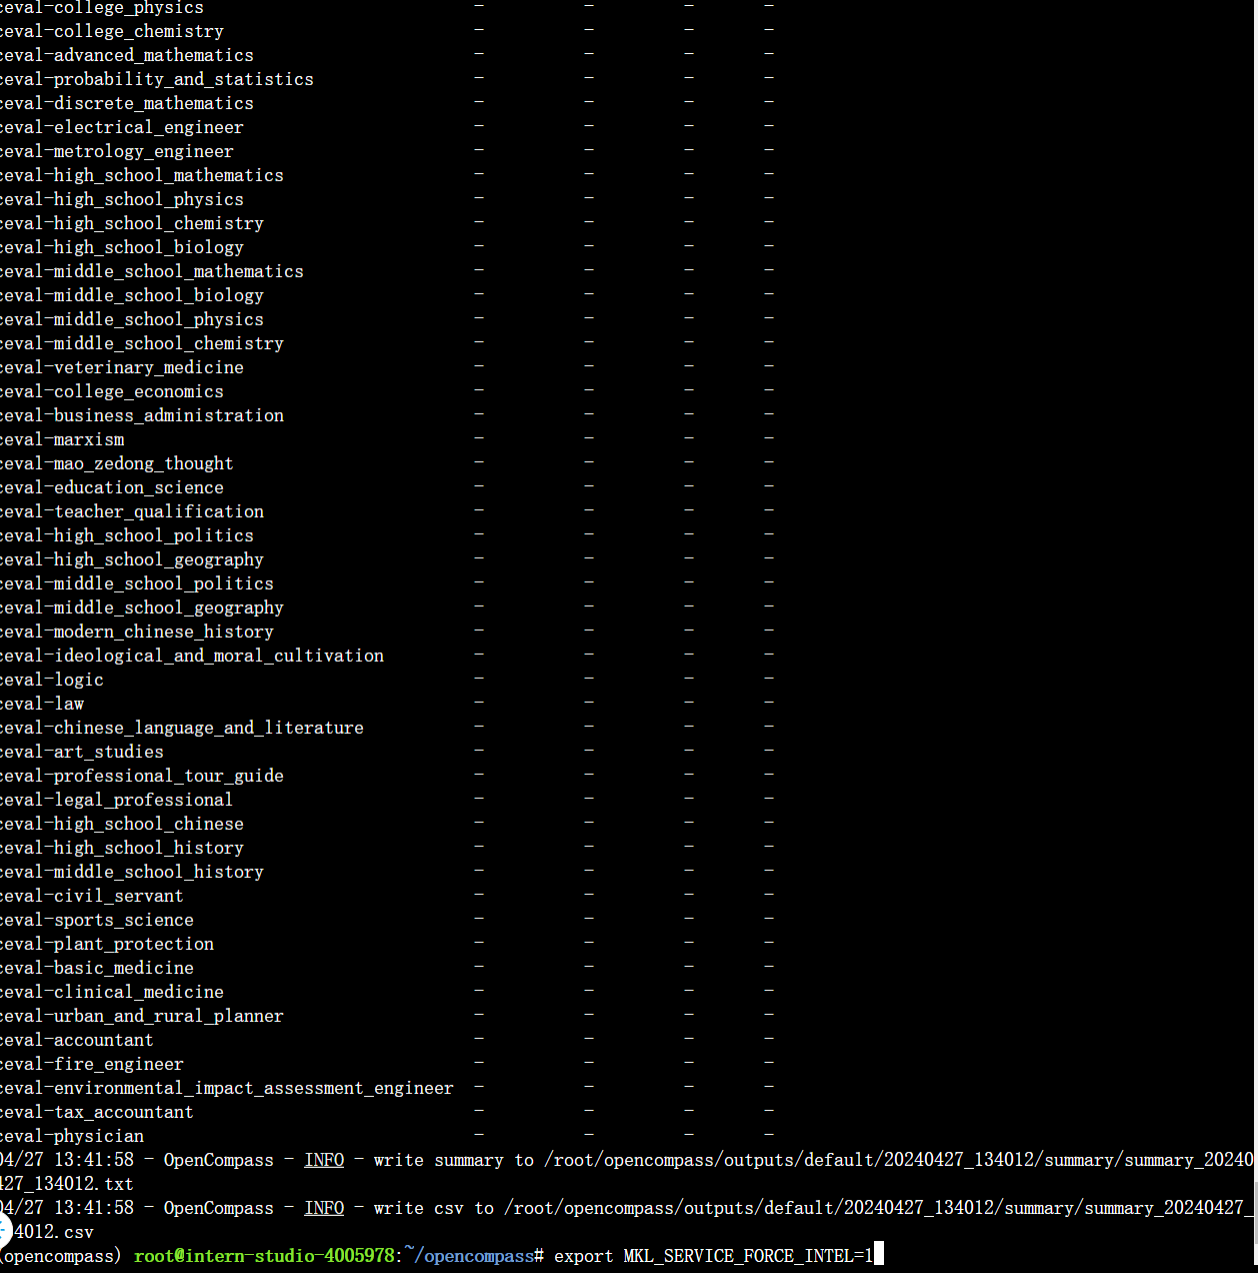 ceval-college_physics - - - -
ceval-college_chemistry - - - -
ceval-advanced_mathematics - - - -
ceval-probability_and_statistics - - - -
ceval-discrete_mathematics - - - -
ceval-electrical_engineer - - - -
ceval-metrology_engineer - - - -
ceval-high_school_mathematics - - - -
ceval-high_school_physics - - - -
ceval-high_school_chemistry - - - -
ceval-high_school_biology - - - -
ceval-middle_school_mathematics - - - -
ceval-middle_school_biology - - - -
ceval-middle_school_physics - - - -
ceval-middle_school_chemistry - - - -
ceval-veterinary_medicine - - - -
ceval-college_economics - - - -
ceval-business_administration - - - -
ceval-marxism - - - -
ceval-mao_zedong_thought - - - -
ceval-education_science - - - -
ceval-teacher_qualification - - - -
ceval-high_school_politics - - - -
ceval-high_school_geography - - - -
ceval-middle_school_politics - - - -
ceval-middle_school_geography - - - -
ceval-modern_chinese_history - - - -
ceval-ideological_and_moral_cultivation - - - -
ceval-logic - - - -
ceval-law - - - -
ceval-chinese_language_and_literature - - - -
ceval-art_studies - - - -
ceval-professional_tour_guide - - - -
ceval-legal_professional - - - -
ceval-high_school_chinese - - - -
ceval-high_school_history - - - -
ceval-middle_school_history - - - -
ceval-civil_servant - - - -
ceval-sports_science - - - -
ceval-plant_protection - - - -
ceval-basic_medicine - - - -
ceval-clinical_medicine - - - -
ceval-urban_and_rural_planner - - - -
ceval-accountant - - - -
ceval-fire_engineer - - - -
ceval-environmental_impact_assessment_engineer - - - -
ceval-tax_accountant - - - -
ceval-physician - - - -
04/27 13:41:58 - OpenCompass - INFO - write summary to /root/opencompass/outputs/default/20240427_134012/summary/summary_20240
427_134012.txt
04/27 13:41:58 - OpenCompass - INFO - write csv to /root/opencompass/outputs/default/20240427_134012/summary/summary_20240427_
4012.csv
(opencompass) root@intern-studio-4005978:~/opencompass# export MKL_SERVICE_FORCE_INTEL=1